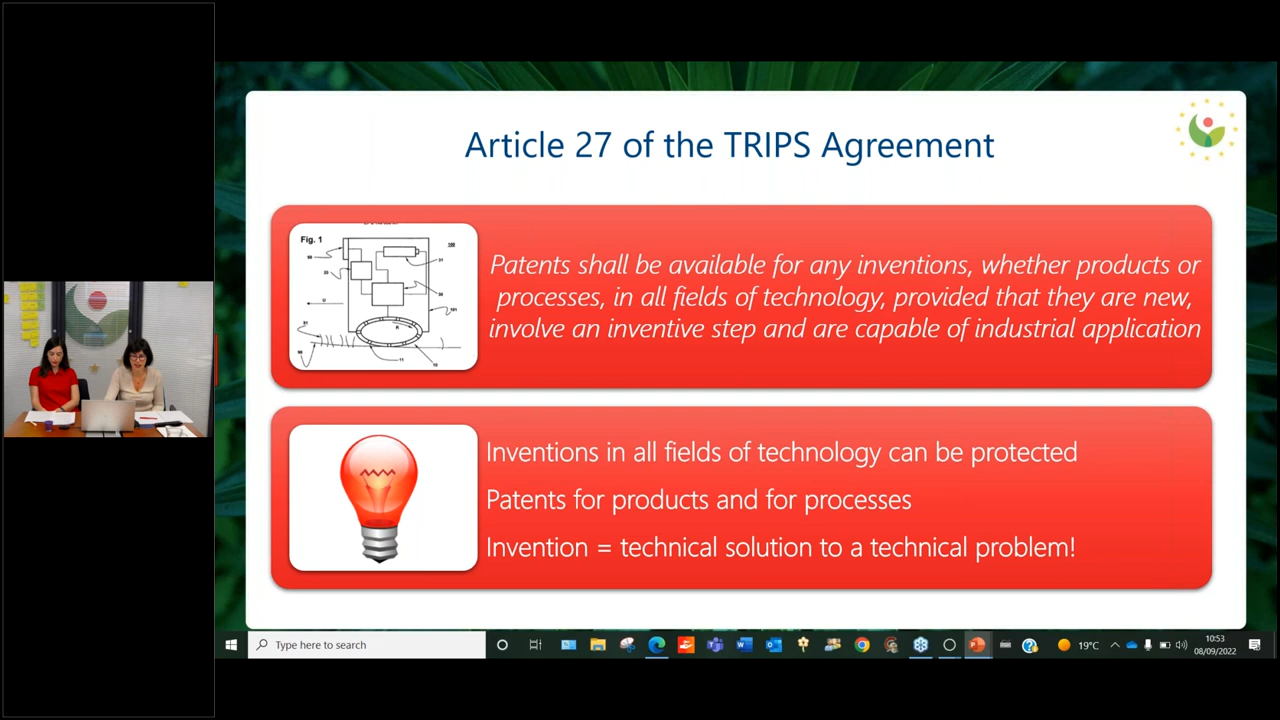 Article 27 of the TRIPS Agreement
Fig. 1
Patents shall be available for any inventions, whether products or
processes, in all fields of technology, provided that they are new,
involve an inventive step and are capable of industrial application
Inventions in all fields of technology can be protected
Patents for products and for processes
Invention = technical solution to a technical problem!
Type here to search
19°C
10:53
08/09/2022